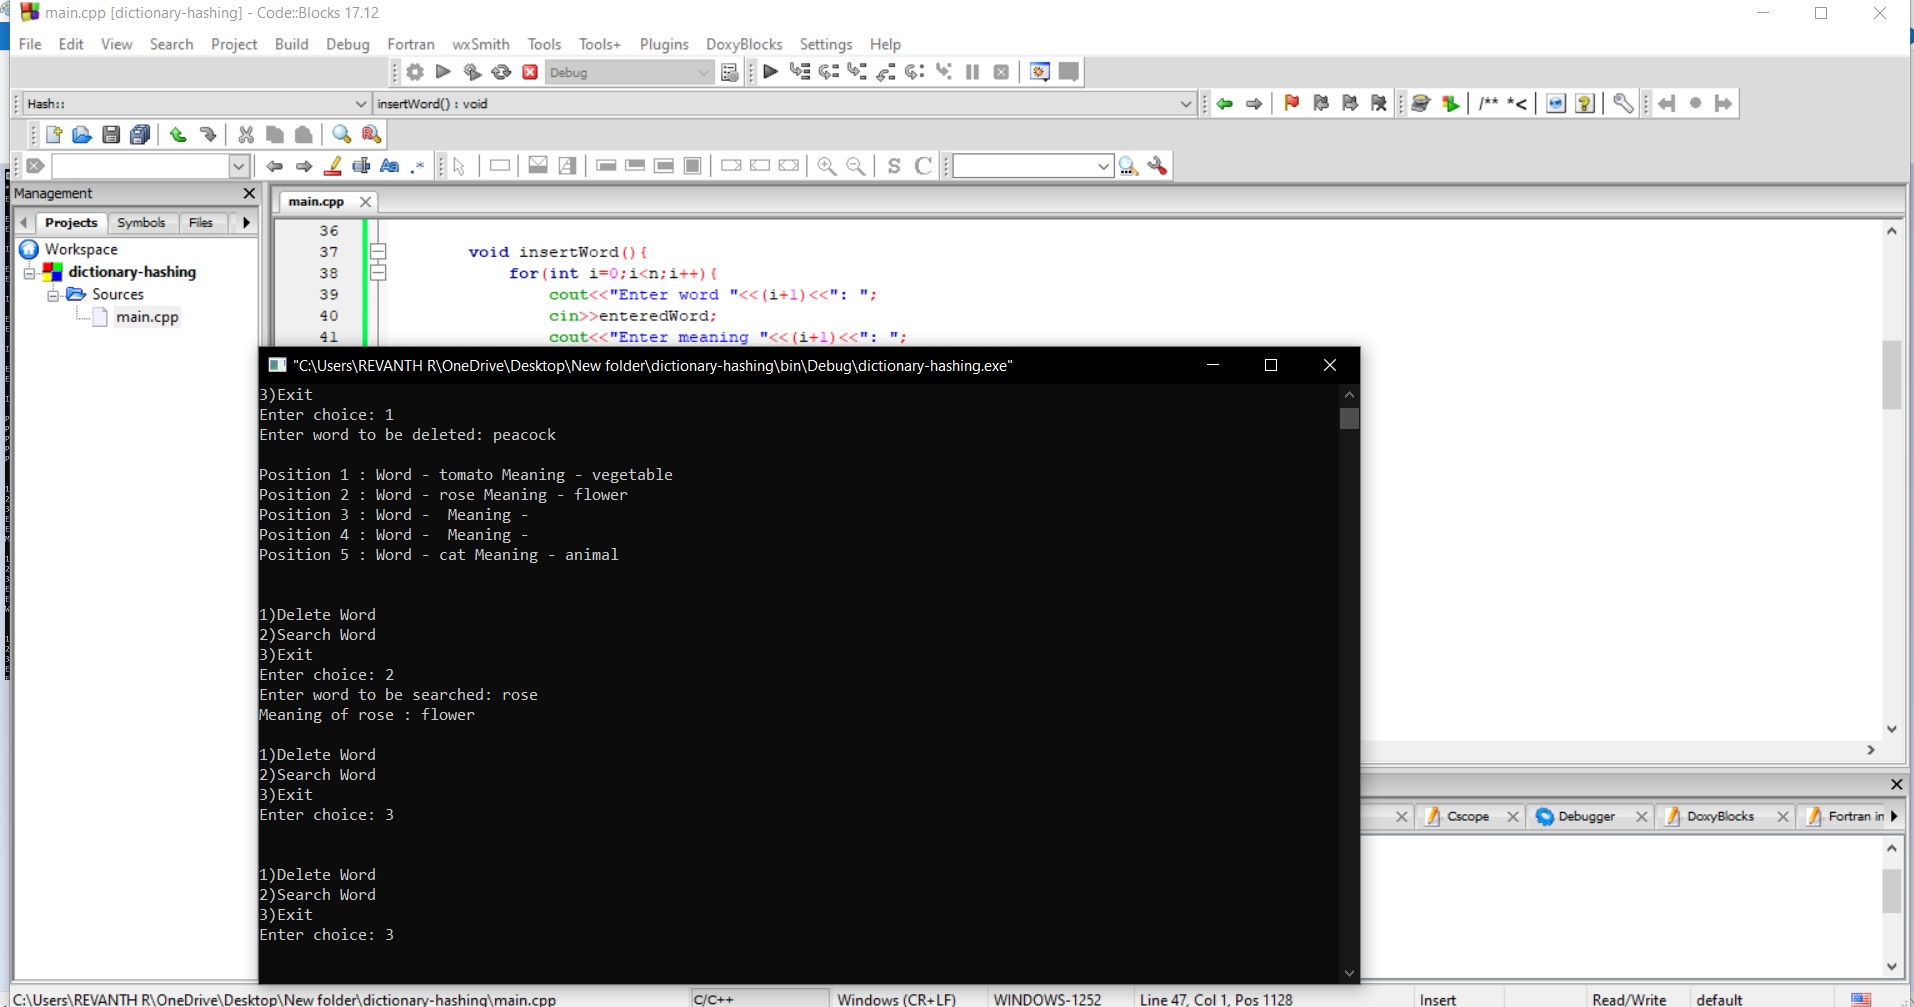 main.cpp [dictionary-hashing] - Code::Blocks 17.12
File Edit View Search Project Build Debug Fortran wxSmith Tools Tools+ Plugins DoxyBlocks Settings Help
Debug
Hash:: insertWord() : void
/** *<
S C
Management
Projects Symbols Files
Workspace
dictionary-hashing
Sources
main.cpp
main.cpp
36
37 void insertWord(){
38 for(int i=0;i<n;i++){
39 cout<<"Enter word "<<(i+1)<<": ";
40 cin>>enteredWord;
41 cout<<"Enter meaning "<<(i+1)<<": ";
"C:\Users\REVANTH R\OneDrive\Desktop\New folder\dictionary-hashing\bin\Debug\dictionary-hashing.exe"
3)Exit
Enter choice: 1
Enter word to be deleted: peacock
Position 1 : Word - tomato Meaning - vegetable
Position 2 : Word - rose Meaning - flower
Position 3 : Word -  Meaning -
Position 4 : Word -  Meaning -
Position 5 : Word - cat Meaning - animal
1)Delete Word
2)Search Word
3)Exit
Enter choice: 2
Enter word to be searched: rose
Meaning of rose : flower
1)Delete Word
2)Search Word
3)Exit
Enter choice: 3
1)Delete Word
2)Search Word
3)Exit
Enter choice: 3
Cscope Debugger DoxyBlocks Fortran in
C:\Users\REVANTH R\OneDrive\Desktop\New folder\dictionary-hashing\main.cpp C/C++ Windows (CR+LF) WINDOWS-1252 Line 47, Col 1, Pos 1128 Insert Read/Write default